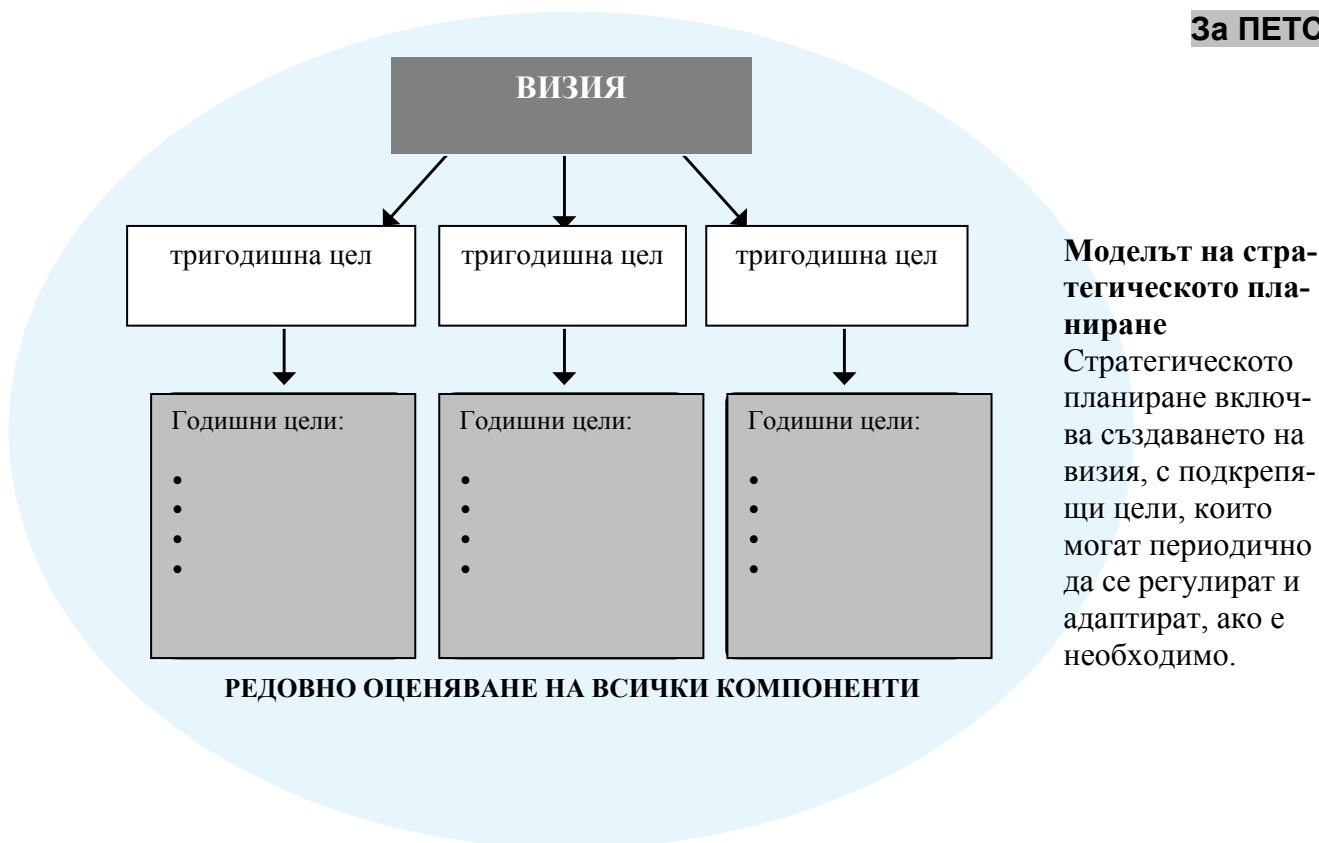 За ПЕТС
ВИЗИЯ
тригодишна цел
тригодишна цел
тригодишна цел
Годишни цели:
•
•
•
•
Годишни цели:
•
•
•
•
Годишни цели:
•
•
•
•
РЕДОВНО ОЦЕНЯВАНЕ НА ВСИЧКИ КОМПОНЕНТИ
Моделът на стра-
тегическото пла-
ниране
Стратегическото
планиране включ-
ва създаването на
визия, с подкрепя-
щи цели, които
могат периодично
да се регулират и
адаптират, ако е
необходимо.